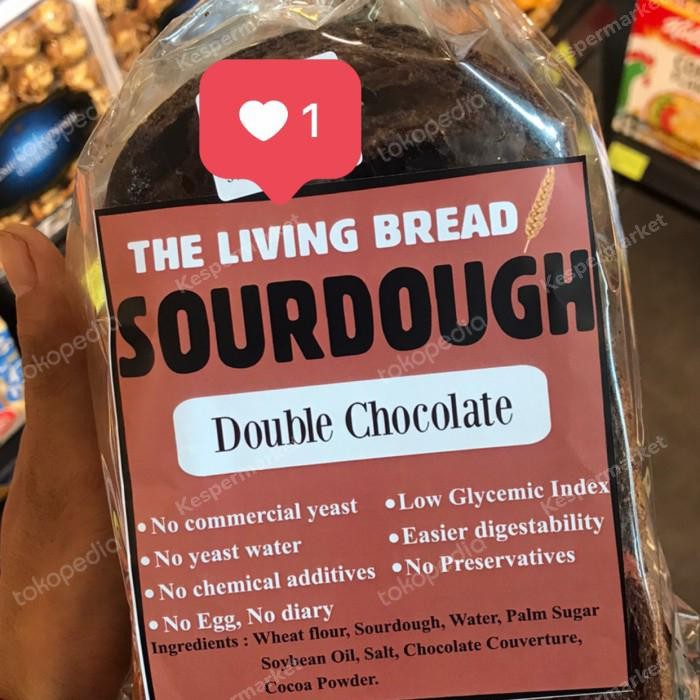 1
THE LIVING BREAD
SOURDOUGH
Double Chocolate
• No commercial yeast
• No yeast water
• No chemical additives
• No Egg, No diary
• Low Glycemic Index
• Easier digestability
• No Preservatives
Ingredients : Wheat flour, Sourdough, Water, Palm Sugar
Soybean Oil, Salt, Chocolate Couverture,
Cocoa Powder.
tokopedia
Kespermarket